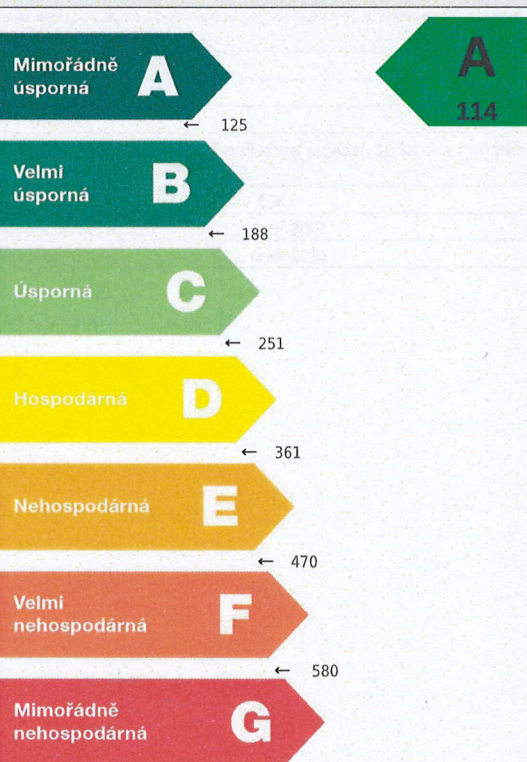 Mimořádně
úsporná
A
A
114
← 125
Velmi
úsporná
B
← 188
Úsporná
C
← 251
Hospodárná
D
← 361
Nehospodárná
E
← 470
Velmi
nehospodárná
F
← 580
Mimořádně
nehospodárná
G